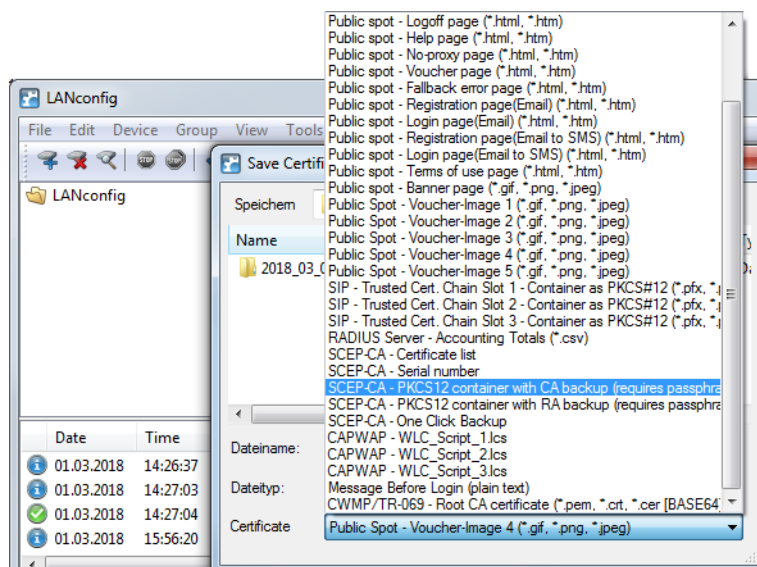 Public spot - Logoff page (*.html, *.htm)
Public spot - Help page (*.html, *.htm)
Public spot - No-proxy page (*.html, *.htm)
Public spot - Voucher page (*.html, *.htm)
Public spot - Fallback error page (*.html, *.htm)
Public spot - Registration page(Email) (*.html, *.htm)
Public spot - Login page(Email) (*.html, *.htm)
Public spot - Registration page(Email to SMS) (*.html, *.htm)
Public spot - Login page(Email to SMS) (*.html, *.htm)
Public spot - Terms of use page (*.html, *.htm)
Public spot - Banner page (*.gif, *.png, *.jpeg)
Public Spot - Voucher-Image 1 (*.gif, *.png, *.jpeg)
Public Spot - Voucher-Image 2 (*.gif, *.png, *.jpeg)
Public Spot - Voucher-Image 3 (*.gif, *.png, *.jpeg)
Public Spot - Voucher-Image 4 (*.gif, *.png, *.jpeg)
Public Spot - Voucher-Image 5 (*.gif, *.png, *.jpeg)
SIP - Trusted Cert. Chain Slot 1 - Container as PKCS#12 (*.pfx,
SIP - Trusted Cert. Chain Slot 2 - Container as PKCS#12 (*.pfx,
SIP - Trusted Cert. Chain Slot 3 - Container as PKCS#12 (*.pfx,
RADIUS Server - Accounting Totals (*.csv)
SCEP-CA - Certificate list
SCEP-CA - Serial number
SCEP-CA - PKCS12 container with CA backup (requires passphra
SCEP-CA - PKCS12 container with RA backup (requires passphra
SCEP-CA - One Click Backup
CAPWAP - WLC_Script_1.lcs
CAPWAP - WLC_Script_2.lcs
CAPWAP - WLC_Script_3.lcs
Message Before Login (plain text)
CWMP/TR-069 - Root CA certificate (*.pem, *.crt, *.cer [BASE64]
LANconfig
File Edit Device Group View Tools
STOP STOP
LANconfig
Save Certifi
Speichern
Name
2018_03_0
Dateiname:
Dateityp:
Certificate Public Spot - Voucher-Image 4 (*.gif, *.png, *.jpeg)
Date Time
01.03.2018 14:26:37
01.03.2018 14:27:03
01.03.2018 14:27:04
01.03.2018 15:56:20